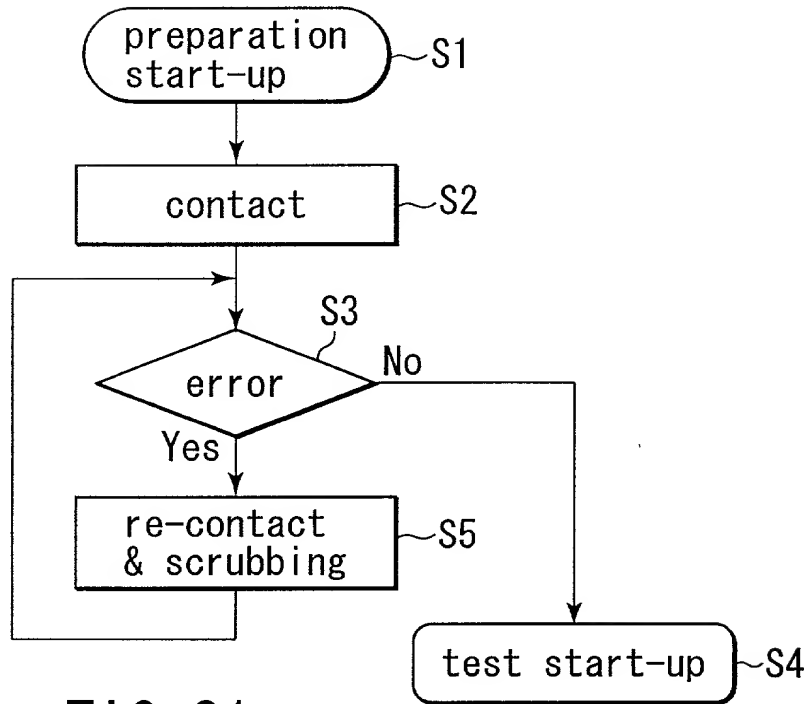 preparation
start-up
S1
contact
S2
S3
error
No
Yes
re-contact
& scrubbing
S5
test start-up
S4